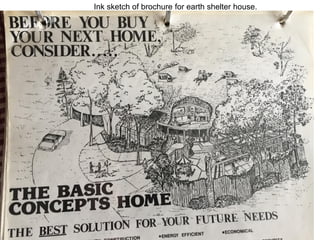 Ink sketch of brochure for earth shelter house.
BEFORE YOU BUY
YOUR NEXT HOME,
CONSIDER.....
THE BASIC
CONCEPTS HOME
THE BEST SOLUTION FOR YOUR FUTURE NEEDS
CONSTRUCTION •ENERGY EFFICIENT •ECONOMICAL